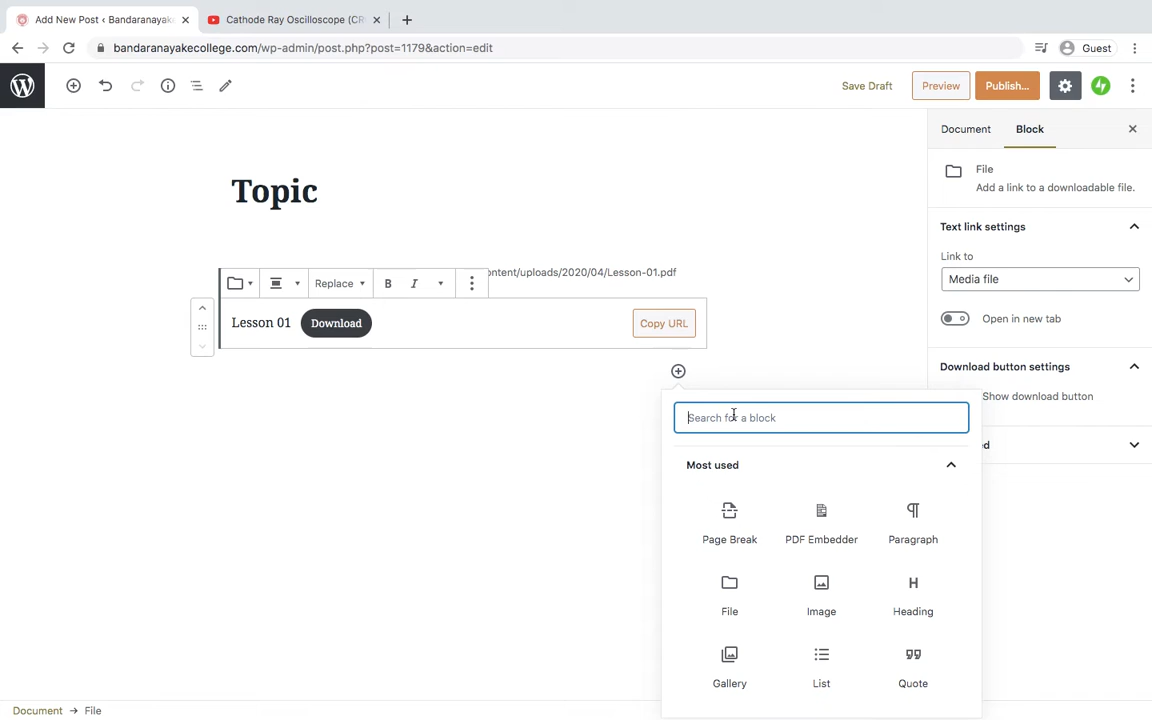 Add New Post ‹ Bandaranayake
Cathode Ray Oscilloscope (CR
bandaranayakecollege.com/wp-admin/post.php?post=1179&action=edit
Guest
Save Draft
Preview
Publish...
Document
Block
Topic
File
Add a link to a downloadable file.
Text link settings
Link to
Media file
Open in new tab
ontent/uploads/2020/04/Lesson-01.pdf
Replace
B
I
Lesson 01
Download
Copy URL
Download button settings
Show download button
Search for a block
Most used
Page Break
PDF Embedder
Paragraph
File
Image
H
Heading
Gallery
List
Quote
Document → File